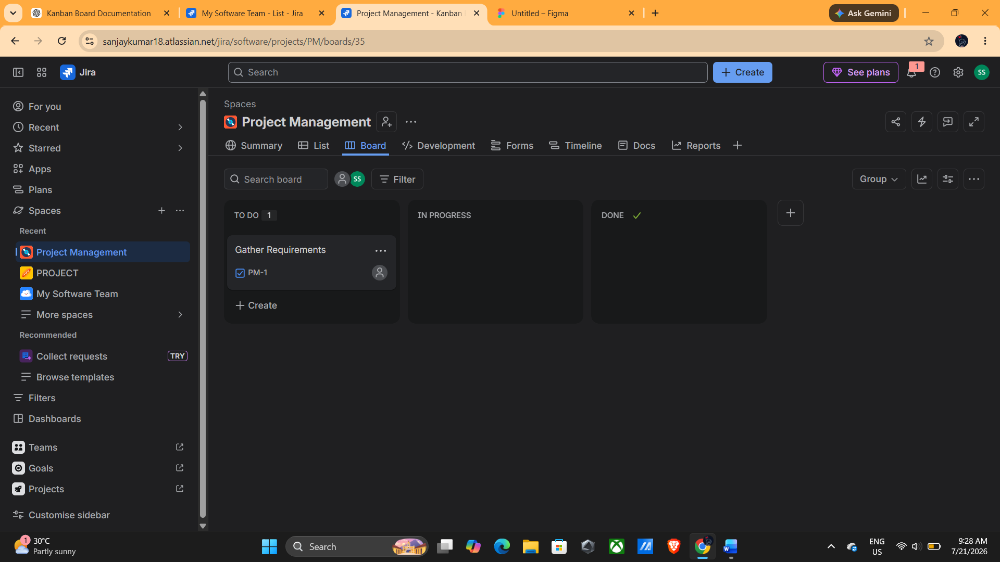 Kanban Board Documentation
My Software Team - List - Jira
Project Management - Kanban
Untitled – Figma
Ask Gemini
sanjaykumar18.atlassian.net/jira/software/projects/PM/boards/35
Jira
Search
Create
See plans
1
SS
For you
Recent
Starred
Apps
Plans
Spaces
Recent
Project Management
PROJECT
My Software Team
More spaces
Recommended
Collect requests TRY
Browse templates
Filters
Dashboards
Teams
Goals
Projects
Customise sidebar
Spaces
Project Management
Summary List Board Development Forms Timeline Docs Reports
Search board SS Filter Group
TO DO 1
Gather Requirements
PM-1
Create
IN PROGRESS
DONE
1
30°C
Partly sunny
Search
ENG
US
9:28 AM
7/21/2026